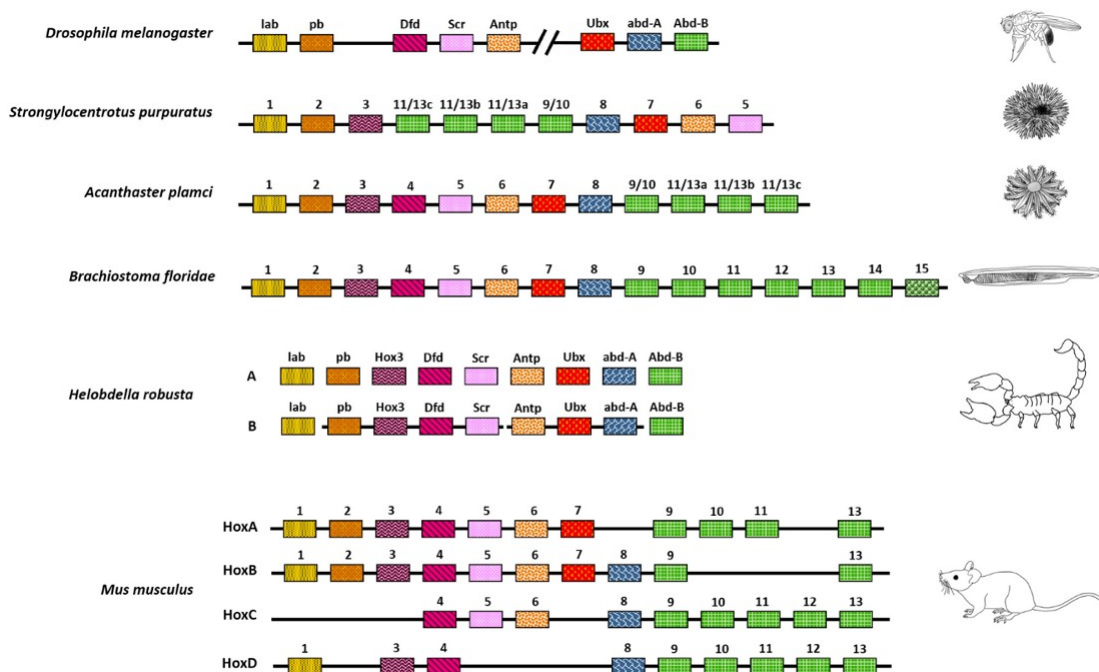 lab pb Dfd Scr Antp Ubx abd-A Abd-B
Drosophila melanogaster
1 2 3 11/13c 11/13b 11/13a 9/10 8 7 6 5
Strongylocentrotus purpuratus
1 2 3 4 5 6 7 8 9/10 11/13a 11/13b 11/13c
Acanthaster plamci
1 2 3 4 5 6 7 8 9 10 11 12 13 14 15
Brachiostoma floridae
lab pb Hox3 Dfd Scr Antp Ubx abd-A Abd-B
A
Helobdella robusta
lab pb Hox3 Dfd Scr Antp Ubx abd-A Abd-B
B
1 2 3 4 5 6 7 9 10 11 13
HoxA
1 2 3 4 5 6 7 8 9 13
HoxB
Mus musculus
4 5 6 8 9 10 11 12 13
HoxC
1 3 4 8 9 10 11 12 13
HoxD